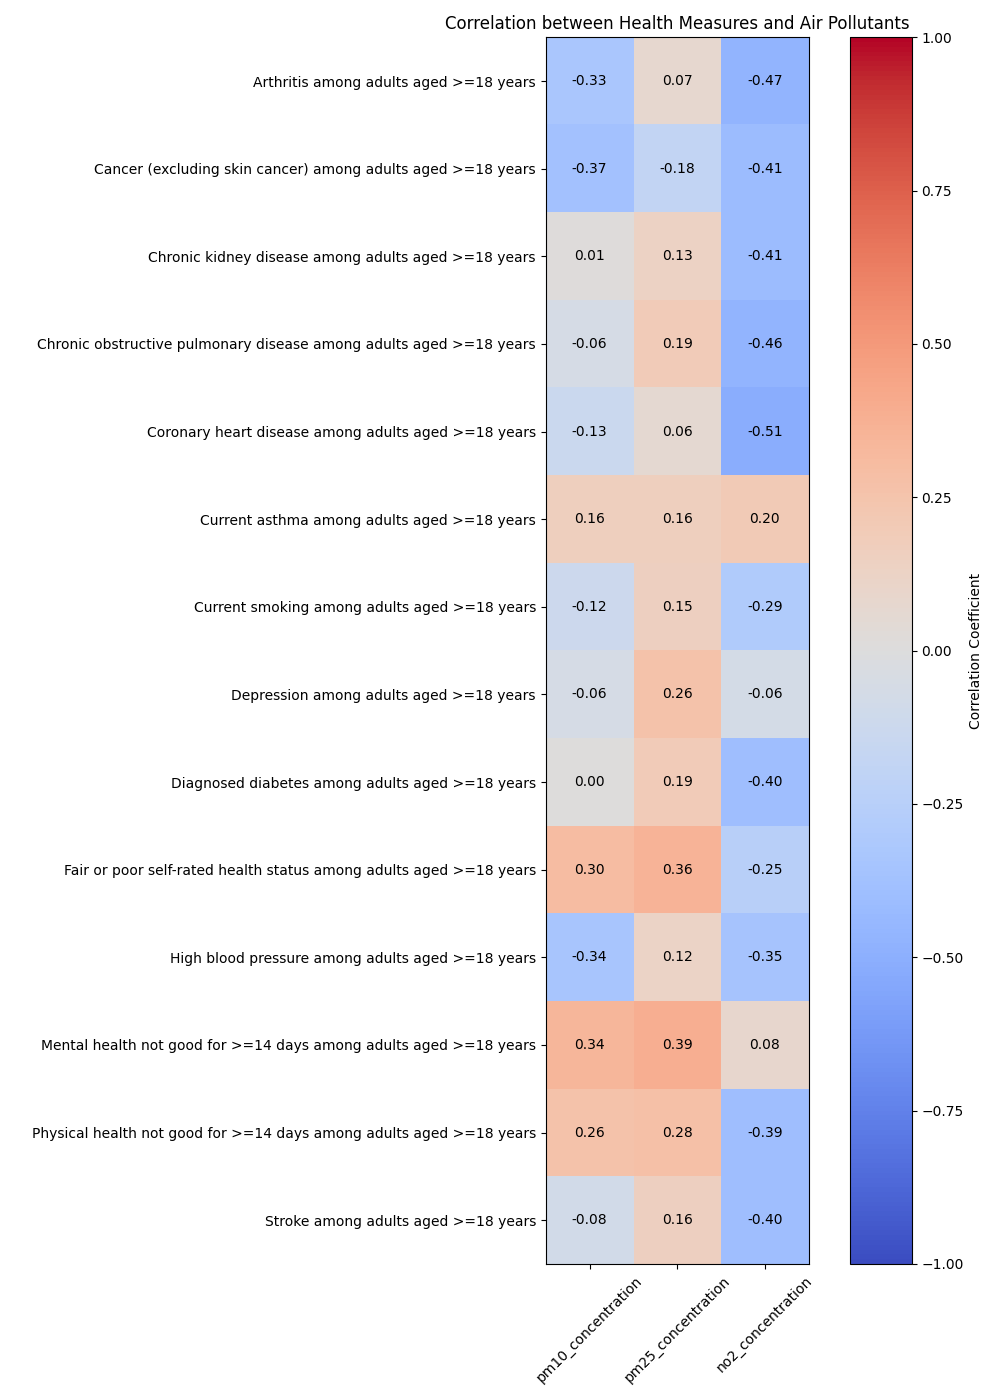 Correlation between Health Measures and Air Pollutants
Arthritis among adults aged >=18 years -0.33 0.07 -0.47
Cancer (excluding skin cancer) among adults aged >=18 years -0.37 -0.18 -0.41
Chronic kidney disease among adults aged >=18 years 0.01 0.13 -0.41
Chronic obstructive pulmonary disease among adults aged >=18 years -0.06 0.19 -0.46
Coronary heart disease among adults aged >=18 years -0.13 0.06 -0.51
Current asthma among adults aged >=18 years 0.16 0.16 0.20
Current smoking among adults aged >=18 years -0.12 0.15 -0.29
Depression among adults aged >=18 years -0.06 0.26 -0.06
Diagnosed diabetes among adults aged >=18 years 0.00 0.19 -0.40
Fair or poor self-rated health status among adults aged >=18 years 0.30 0.36 -0.25
High blood pressure among adults aged >=18 years -0.34 0.12 -0.35
Mental health not good for >=14 days among adults aged >=18 years 0.34 0.39 0.08
Physical health not good for >=14 days among adults aged >=18 years 0.26 0.28 -0.39
Stroke among adults aged >=18 years -0.08 0.16 -0.40
pm10_concentration
pm25_concentration
no2_concentration
1.00
0.75
0.50
0.25
0.00
−0.25
−0.50
−0.75
−1.00
Correlation Coefficient